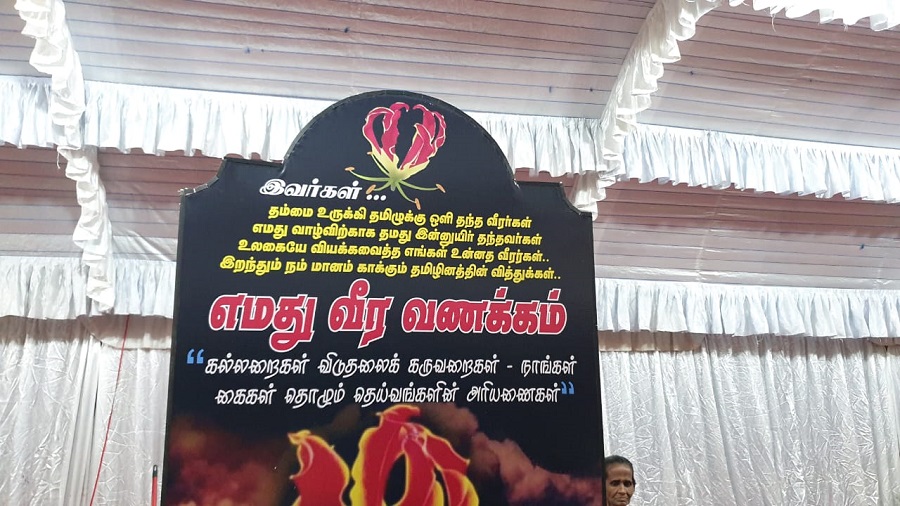 இவர்கள் ...
தம்மை உருக்கி தமிழுக்கு ஒளி தந்த வீரர்கள்
எமது வாழ்விற்காக தமது இன்னுயிர் தந்தவர்கள்
உலகையே வியக்கவைத்த எங்கள் உன்னத வீரர்கள்..
இறந்தும் நம் மானம் காக்கும் தமிழினத்தின் வித்துக்கள்..
எமது வீர வணக்கம்
“கல்லறைகள் விடுதலைக் கருவறைகள் - நாங்கள்
கைகள் தொழும் தெய்வங்களின் அரியணைகள்”